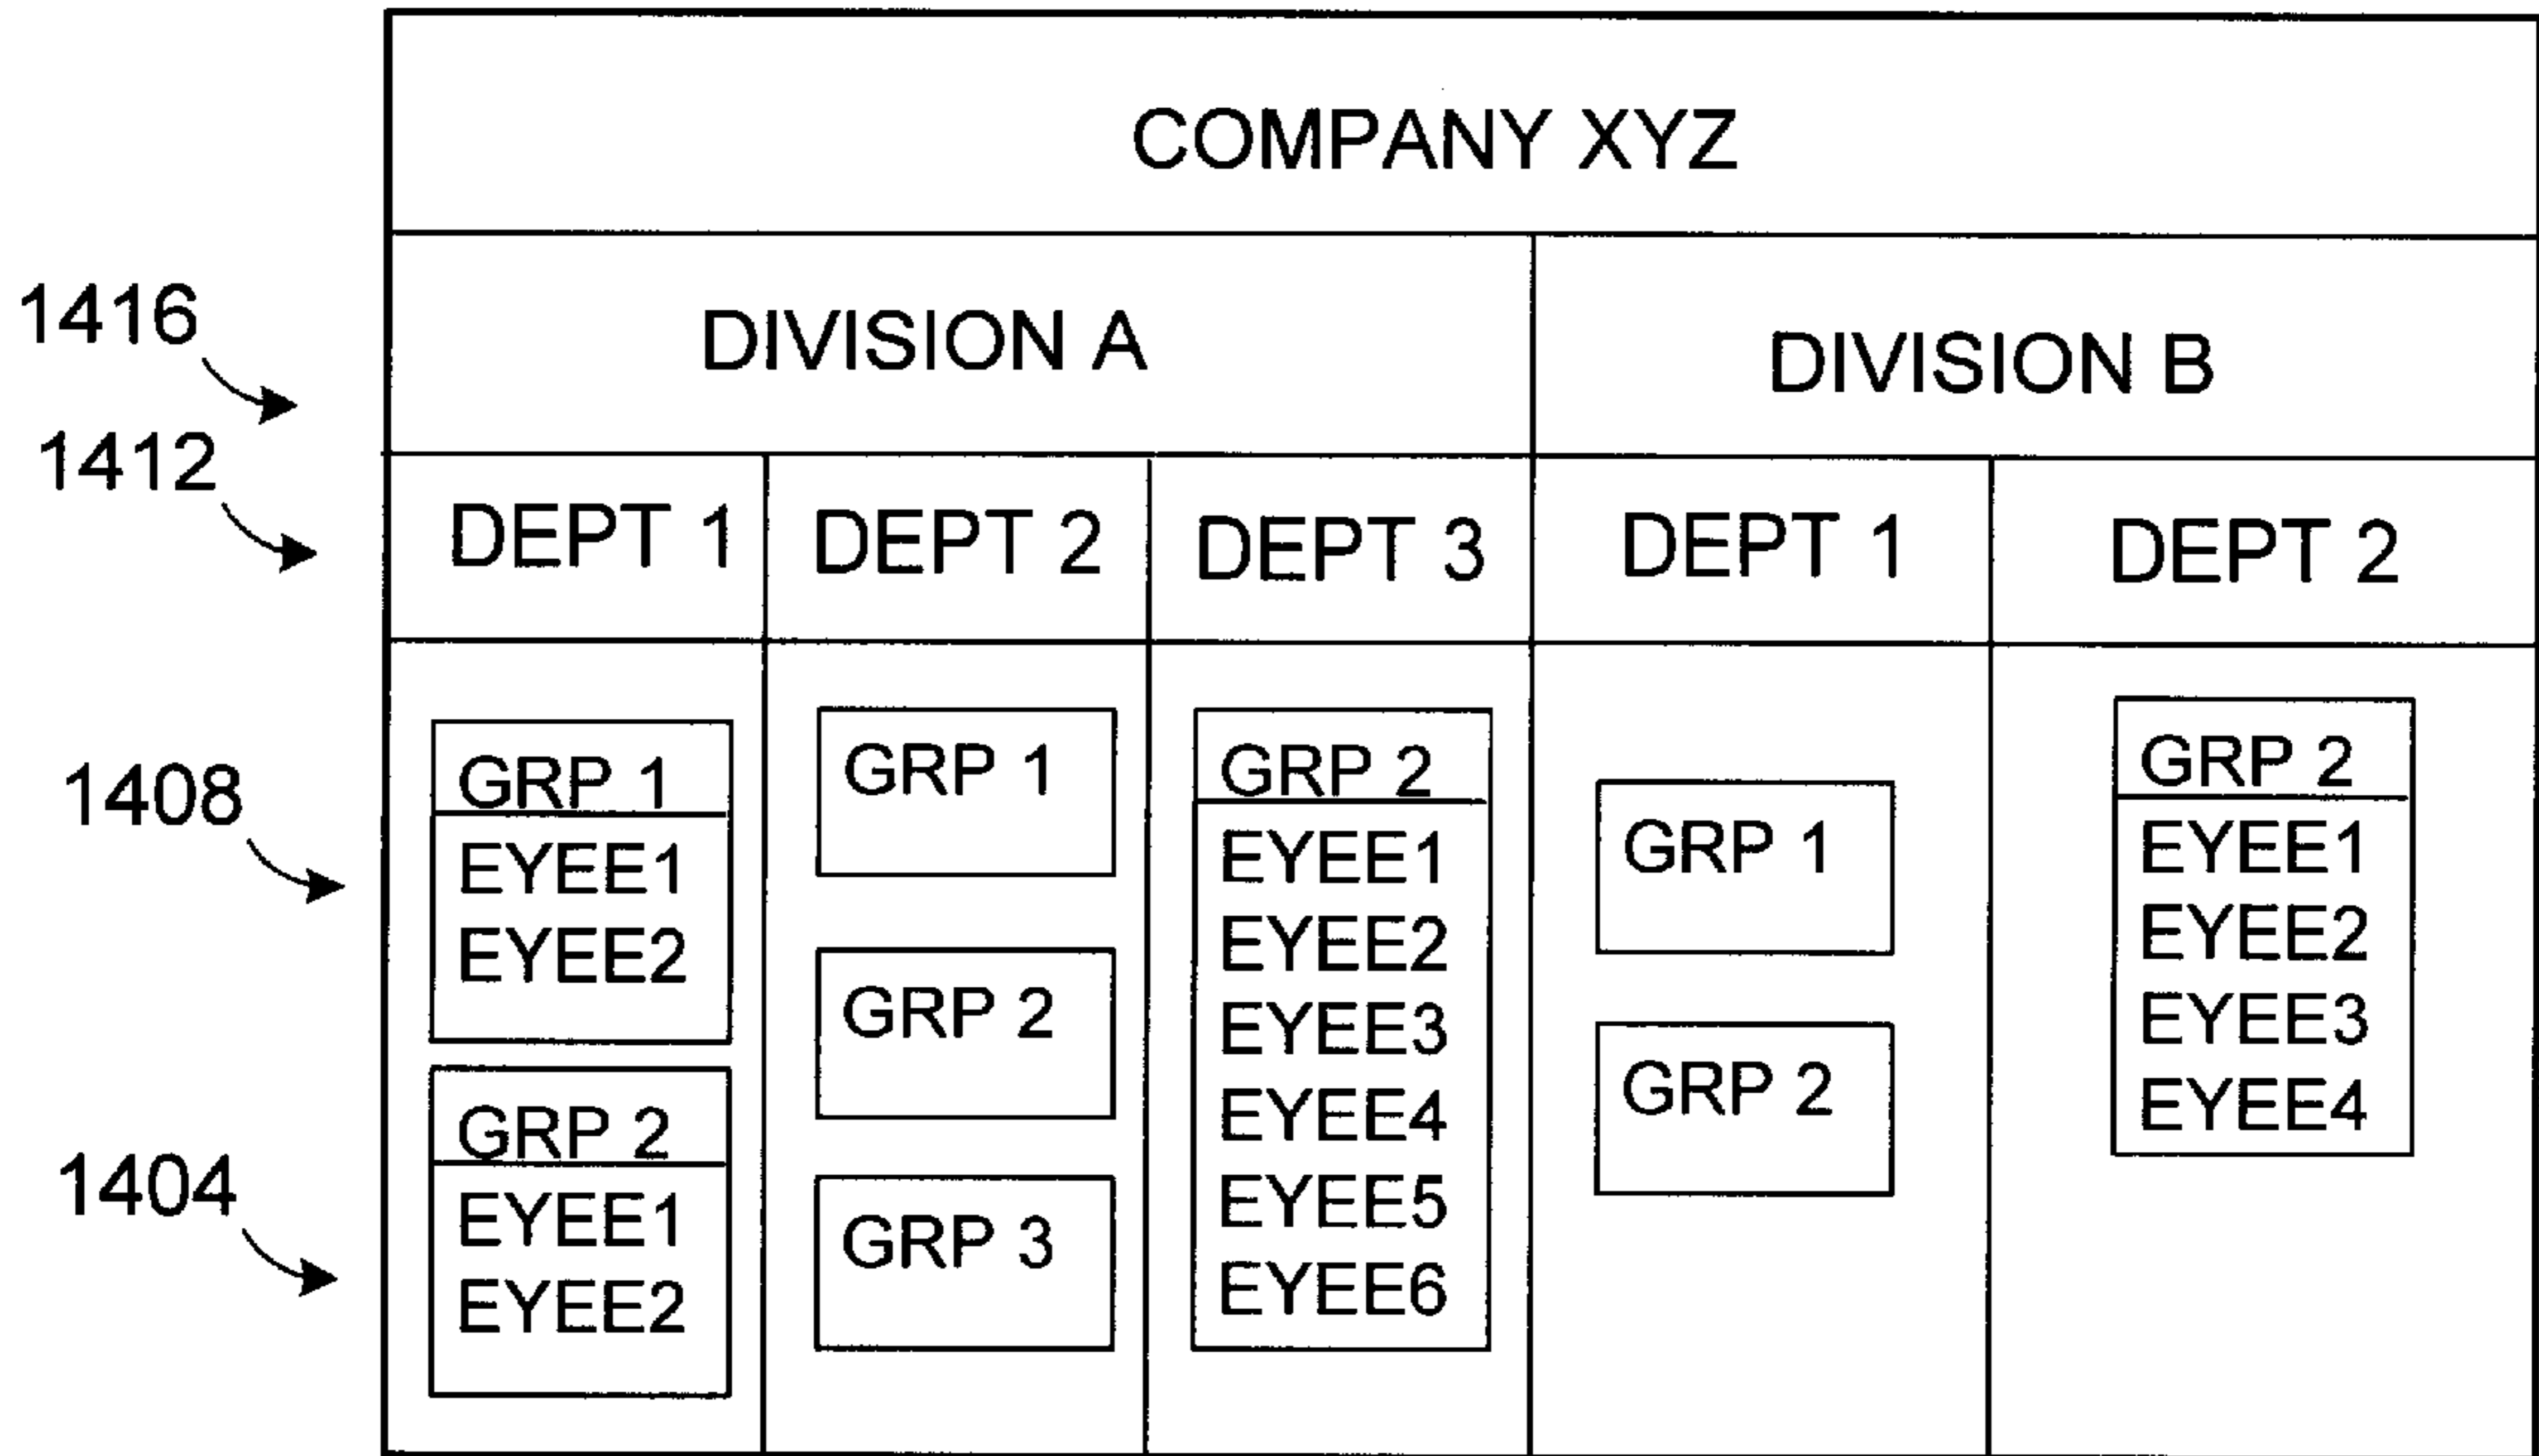 COMPANY XYZ
1416
DIVISION A
DIVISION B
1412
DEPT 1
DEPT 2
DEPT 3
DEPT 1
DEPT 2
1408
1404
GRP 1
EYEE1
EYEE2
GRP 2
EYEE1
EYEE2
GRP 1
GRP 2
GRP 3
GRP 2
EYEE1
EYEE2
EYEE3
EYEE4
EYEE5
EYEE6
GRP 1
GRP 2
GRP 2
EYEE1
EYEE2
EYEE3
EYEE4